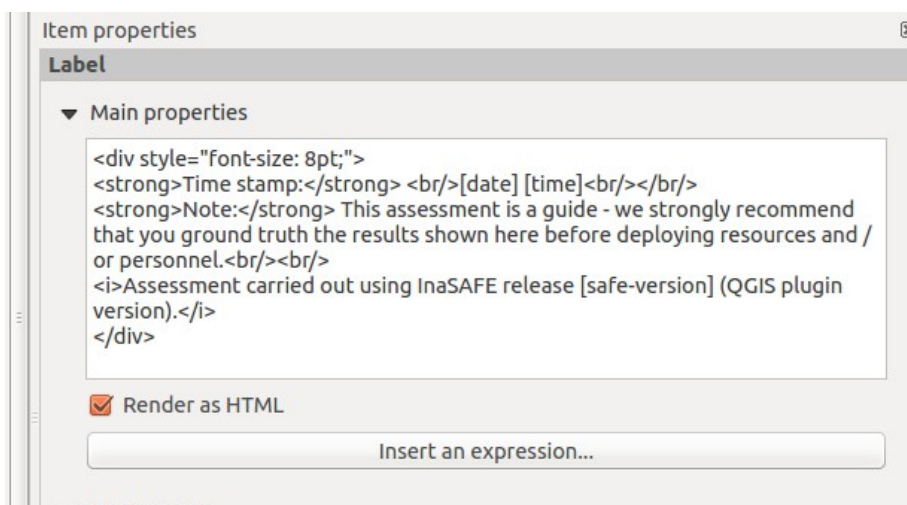 Item properties
Label
Main properties
<div style="font-size: 8pt;">
<strong>Time stamp:</strong> <br/>[date] [time]<br/></br/>
<strong>Note:</strong> This assessment is a guide - we strongly recommend
that you ground truth the results shown here before deploying resources and /
or personnel.<br/><br/>
<i>Assessment carried out using InaSAFE release [safe-version] (QGIS plugin
version).</i>
</div>
Render as HTML
Insert an expression...